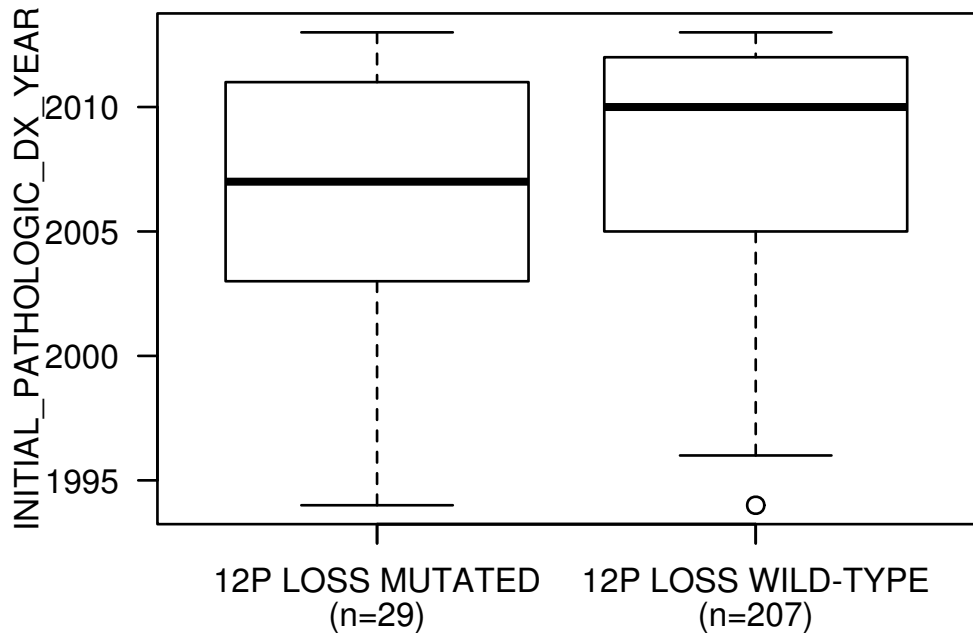 INITIAL_PATHOLOGIC_DX_YEAR
2010
2005
2000
1995
12P LOSS MUTATED
(n=29)
12P LOSS WILD-TYPE
(n=207)